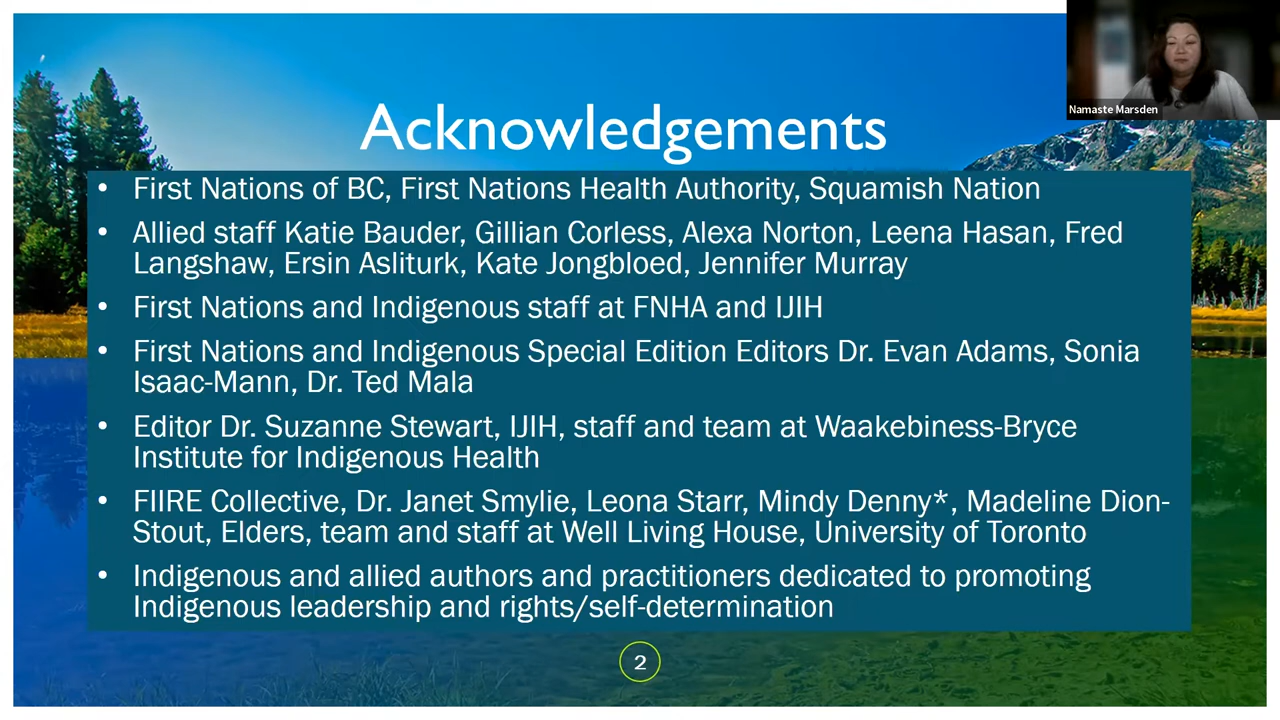 Namaste Marsden
Acknowledgements
• First Nations of BC, First Nations Health Authority, Squamish Nation
• Allied staff Katie Bauder, Gillian Corless, Alexa Norton, Leena Hasan, Fred
Langshaw, Ersin Asliturk, Kate Jongbloed, Jennifer Murray
• First Nations and Indigenous staff at FNHA and IJIH
• First Nations and Indigenous Special Edition Editors Dr. Evan Adams, Sonia
Isaac-Mann, Dr. Ted Mala
• Editor Dr. Suzanne Stewart, IJIH, staff and team at Waakebiness-Bryce
Institute for Indigenous Health
• FIIRE Collective, Dr. Janet Smylie, Leona Starr, Mindy Denny*, Madeline Dion-
Stout, Elders, team and staff at Well Living House, University of Toronto
• Indigenous and allied authors and practitioners dedicated to promoting
Indigenous leadership and rights/self-determination
2